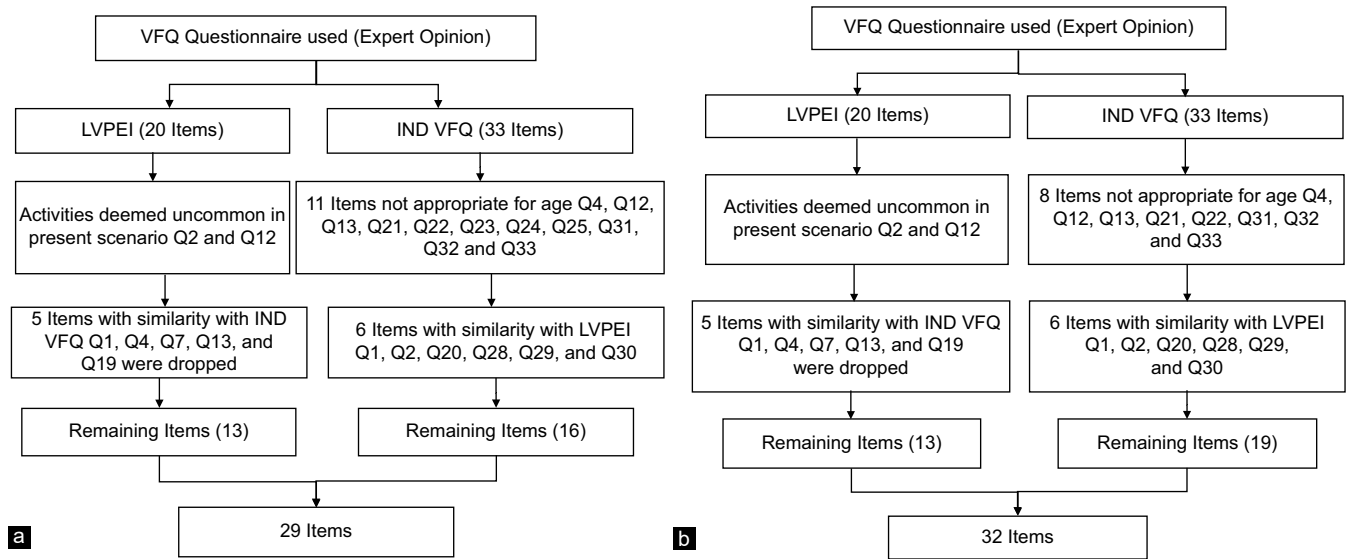 VFQ Questionnaire used (Expert Opinion)
LVPEI (20 Items)
IND VFQ (33 Items)
Activities deemed uncommon in
present scenario Q2 and Q12
11 Items not appropriate for age Q4, Q12,
Q13, Q21, Q22, Q23, Q24, Q25, Q31,
Q32 and Q33
5 Items with similarity with IND
VFQ Q1, Q4, Q7, Q13, and
Q19 were dropped
6 Items with similarity with LVPEI
Q1, Q2, Q20, Q28, Q29, and Q30
Remaining Items (13)
Remaining Items (16)
29 Items
a
VFQ Questionnaire used (Expert Opinion)
LVPEI (20 Items)
IND VFQ (33 Items)
Activities deemed uncommon in
present scenario Q2 and Q12
8 Items not appropriate for age Q4,
Q12, Q13, Q21, Q22, Q31, Q32
and Q33
5 Items with similarity with IND VFQ
Q1, Q4, Q7, Q13, and Q19
were dropped
6 Items with similarity with LVPEI
Q1, Q2, Q20, Q28, Q29,
and Q30
Remaining Items (13)
Remaining Items (19)
32 Items
b